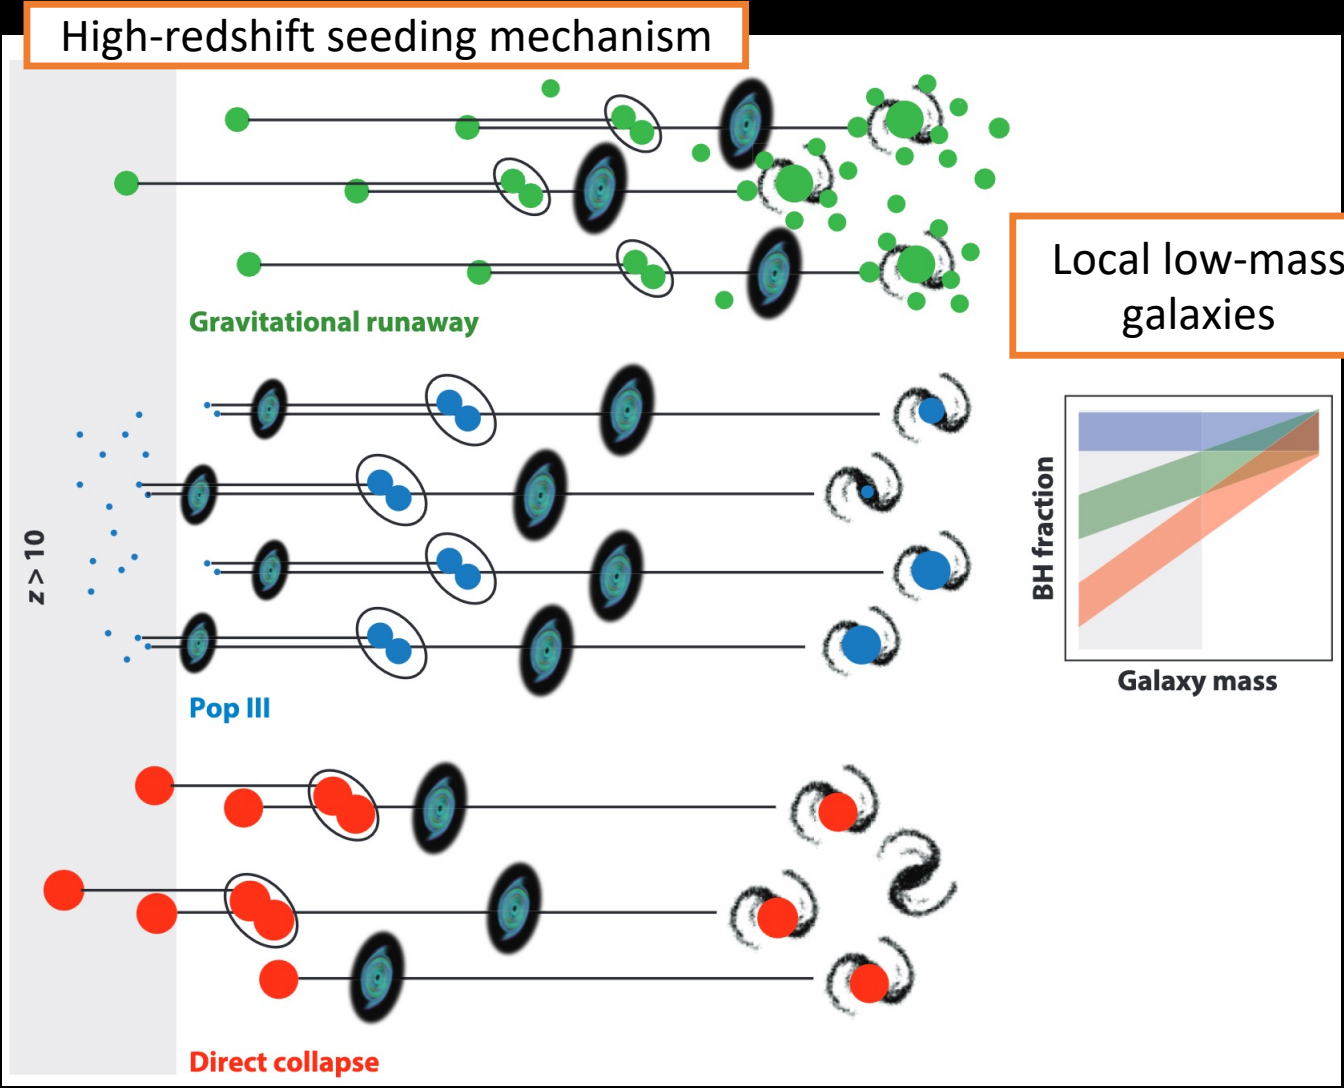 High-redshift seeding mechanism
Local low-mass
galaxies
Gravitational runaway
z > 10
BH fraction
Galaxy mass
Pop III
Direct collapse